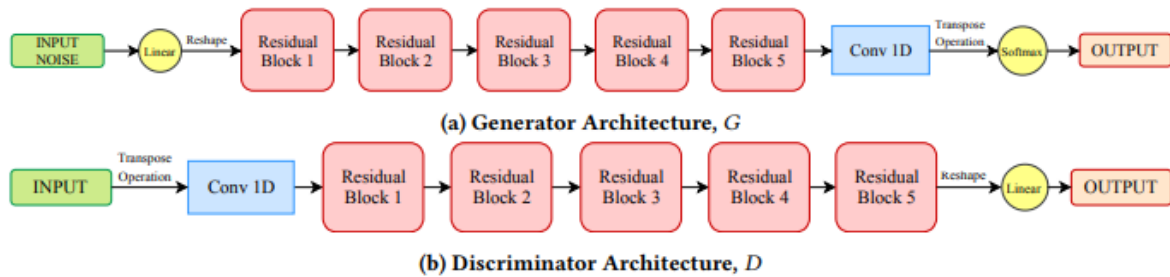 INPUT
NOISE
Linear
Reshape
Residual
Block 1
Residual
Block 2
Residual
Block 3
Residual
Block 4
Residual
Block 5
Conv 1D
Transpose
Operation
Softmax
OUTPUT
(a) Generator Architecture, G
INPUT
Transpose
Operation
Conv 1D
Residual
Block 1
Residual
Block 2
Residual
Block 3
Residual
Block 4
Residual
Block 5
Reshape
Linear
OUTPUT
(b) Discriminator Architecture, D